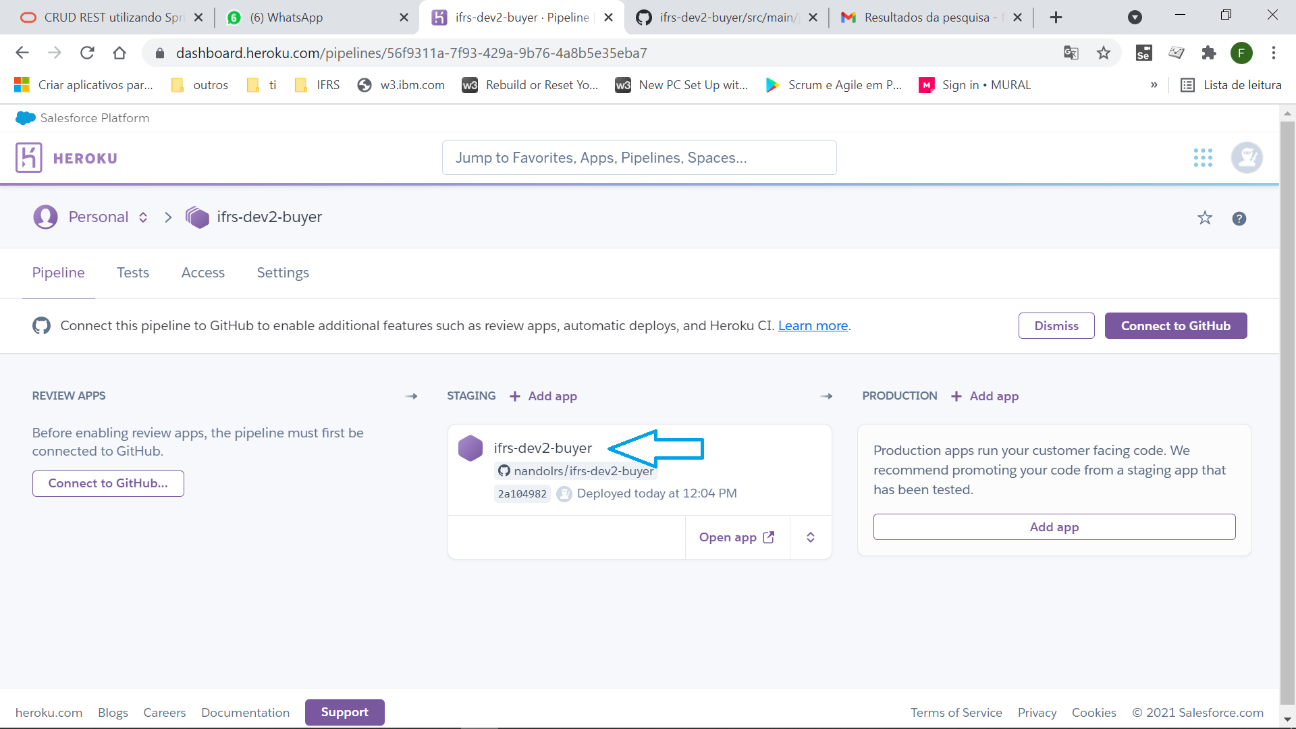 CRUD REST utilizando Spri
(6) WhatsApp
ifrs-dev2-buyer · Pipeline
ifrs-dev2-buyer/src/main/
Resultados da pesquisa -
dashboard.heroku.com/pipelines/56f9311a-7f93-429a-9b76-4a8b5e35eba7
Se
F
Criar aplicativos par...
outros
ti
IFRS
w3.ibm.com
w3
Rebuild or Reset Yo...
w3
New PC Set Up wit...
Scrum e Agile em P...
M
Sign in • MURAL
»
Lista de leitura
Salesforce Platform
HEROKU
Jump to Favorites, Apps, Pipelines, Spaces...
Personal
ifrs-dev2-buyer
Pipeline
Tests
Access
Settings
Connect this pipeline to GitHub to enable additional features such as review apps, automatic deploys, and Heroku CI. Learn more.
Dismiss
Connect to GitHub
REVIEW APPS
Before enabling review apps, the pipeline must first be
connected to GitHub.
Connect to GitHub...
STAGING
+ Add app
ifrs-dev2-buyer
nandolrs/ifrs-dev2-buyer
2a104982
Deployed today at 12:04 PM
Open app
PRODUCTION
+ Add app
Production apps run your customer facing code. We
recommend promoting your code from a staging app that
has been tested.
Add app
heroku.com
Blogs
Careers
Documentation
Support
Terms of Service
Privacy
Cookies
© 2021 Salesforce.com